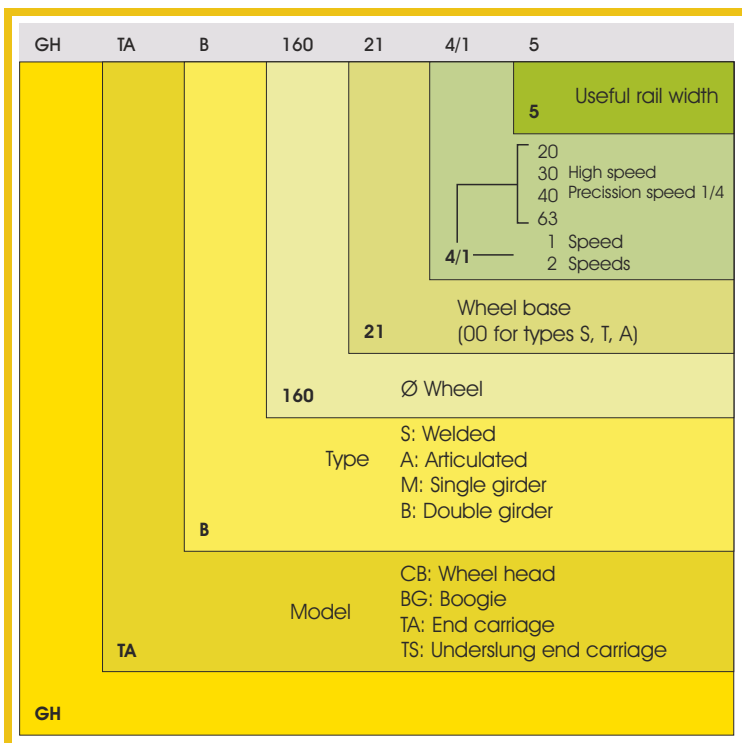 GH TA B 160 21 4/1 5
Useful rail width
5
20
30 High speed
40 Precission speed 1/4
63
1 Speed
4/1
2 Speeds
Wheel base
21 (00 for types S, T, A)
160 Ø Wheel
S: Welded
Type A: Articulated
M: Single girder
B: Double girder
B
CB: Wheel head
BG: Boogie
Model TA: End carriage
TA TS: Underslung end carriage
GH